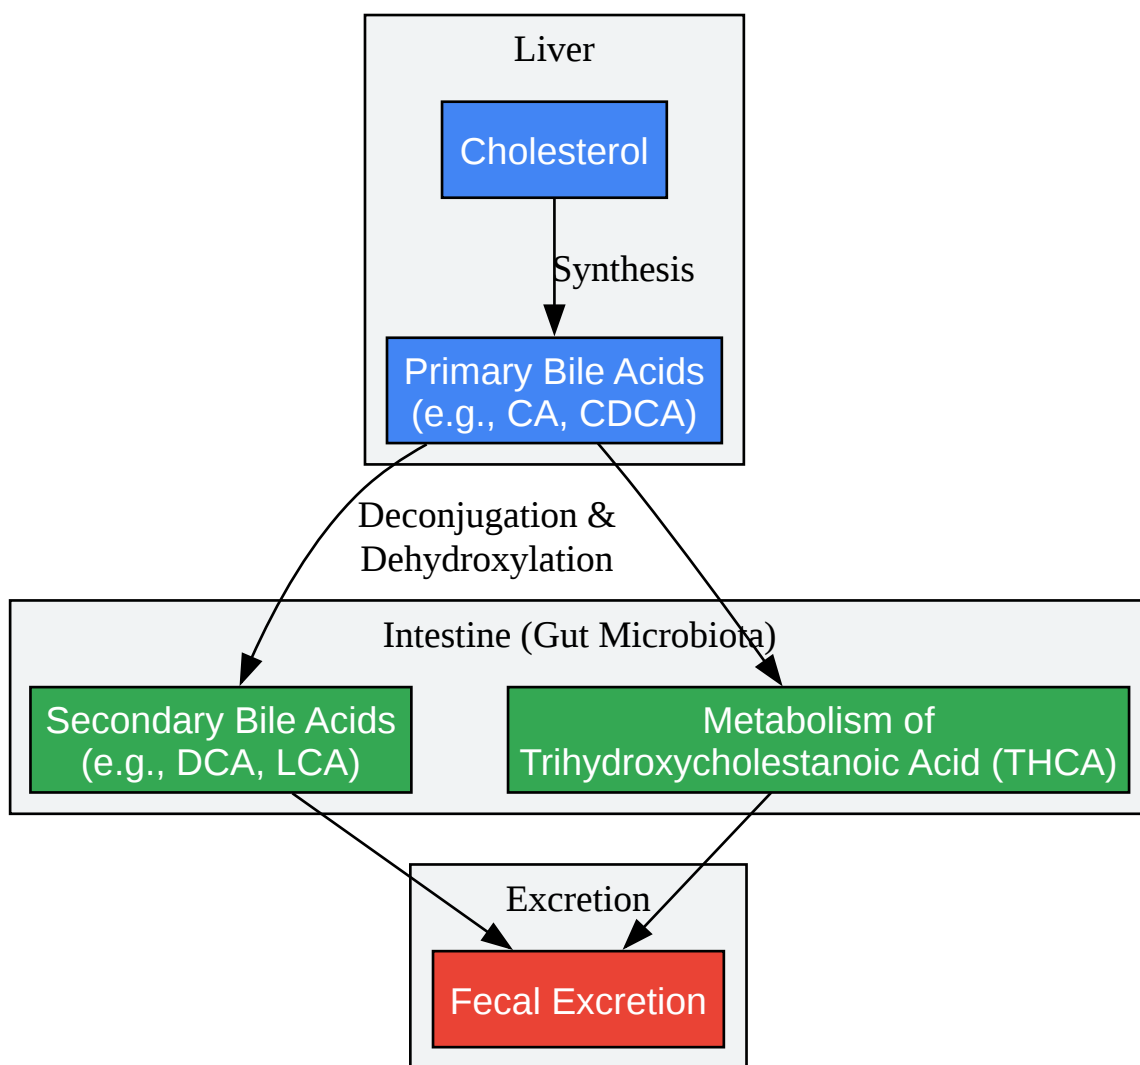 Liver
Cholesterol
Synthesis
Primary Bile Acids
(e.g., CA, CDCA)
Deconjugation &
Dehydroxylation
Intestine (Gut Microbiota)
Secondary Bile Acids
(e.g., DCA, LCA)
Metabolism of
Trihydroxycholestanoic Acid (THCA)
Excretion
Fecal Excretion